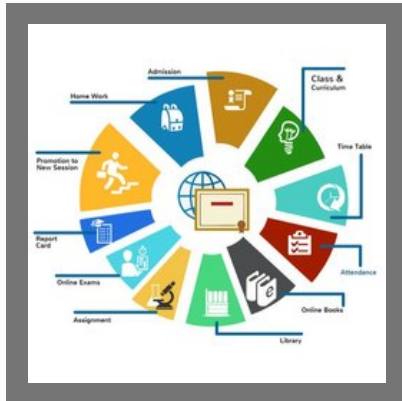 Admission
Class &
Curriculum
Home Work
Time Table
Promotion to
New Session
Report
Card
Attendence
Online Exams
Online Books
Assignment
Library
e